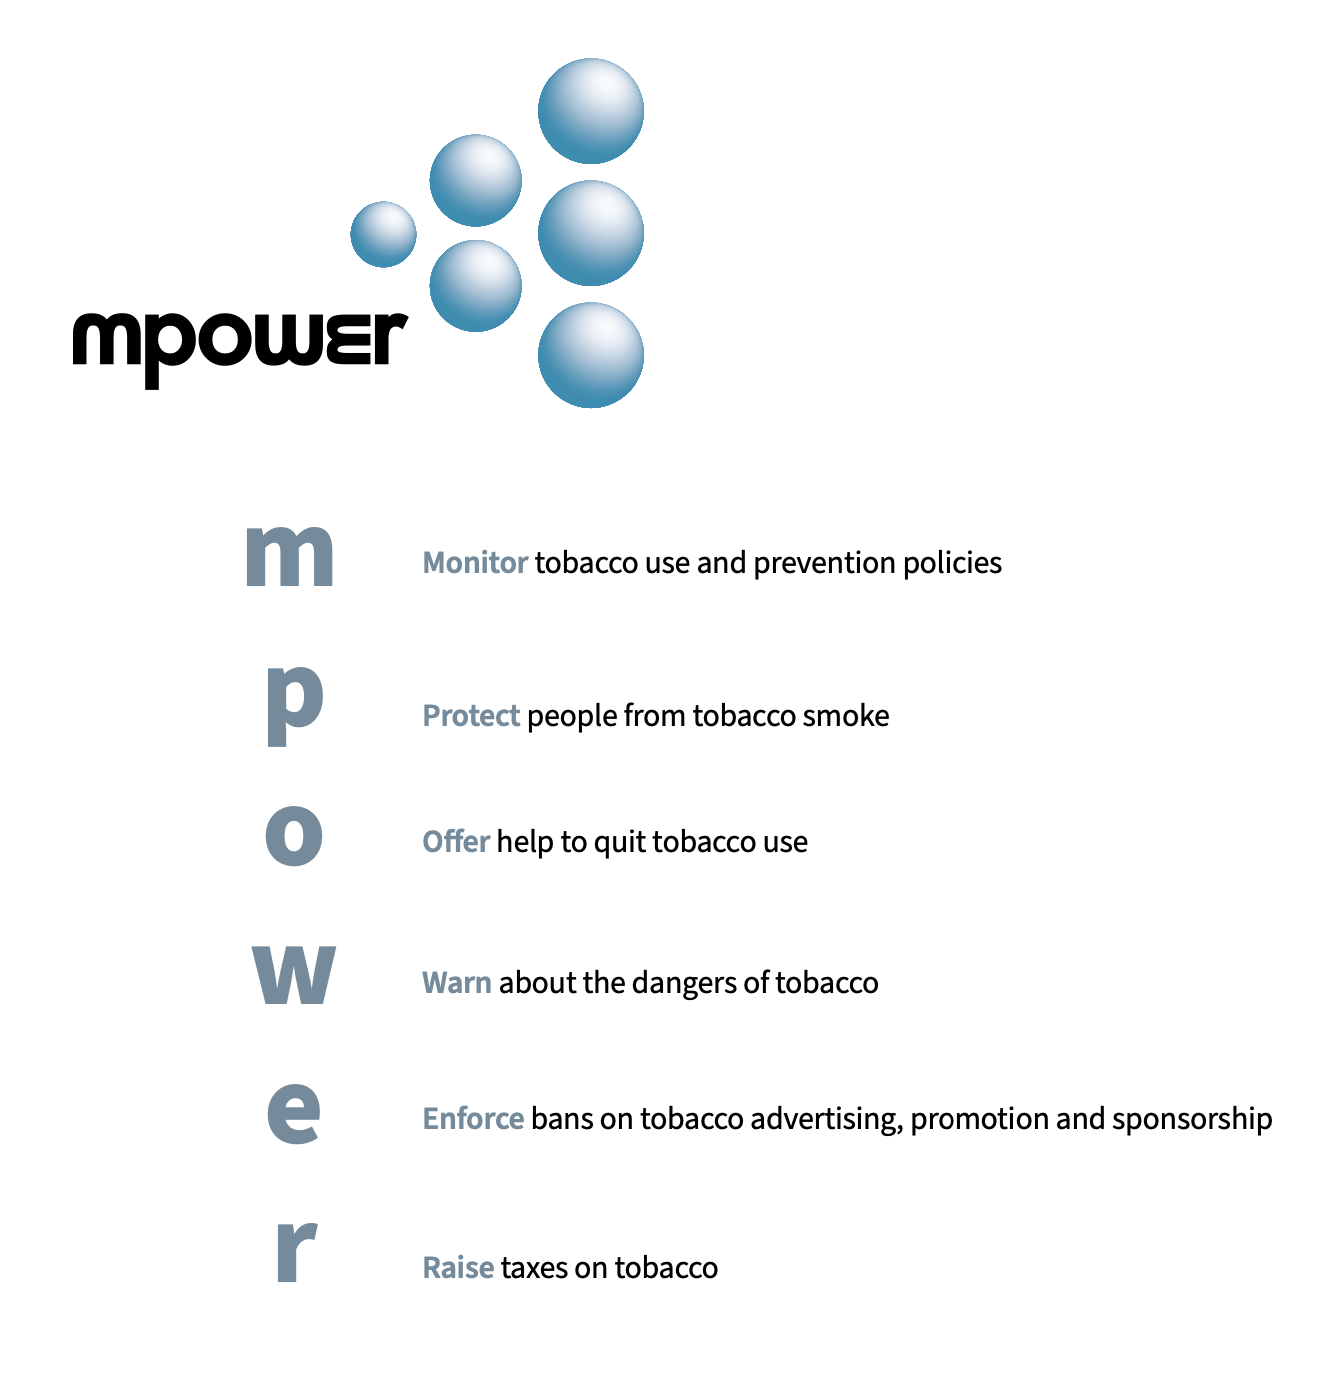 mpower
m Monitor tobacco use and prevention policies
p Protect people from tobacco smoke
o Offer help to quit tobacco use
w Warn about the dangers of tobacco
e Enforce bans on tobacco advertising, promotion and sponsorship
r Raise taxes on tobacco